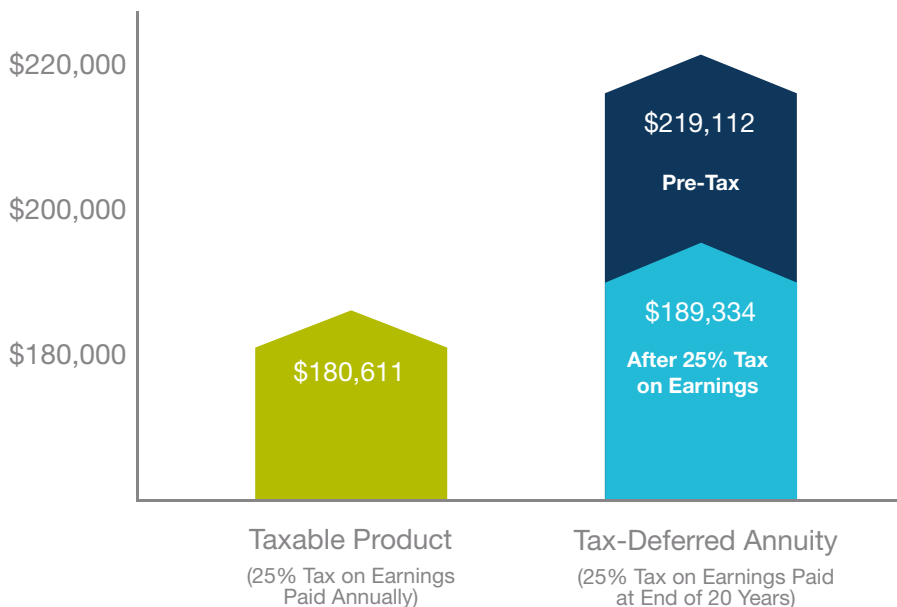 $220,000
$200,000
$180,000
$180,611
$219,112
Pre-Tax
$189,334
After 25% Tax
on Earnings
Taxable Product
(25% Tax on Earnings
Paid Annually)
Tax-Deferred Annuity
(25% Tax on Earnings Paid
at End of 20 Years)